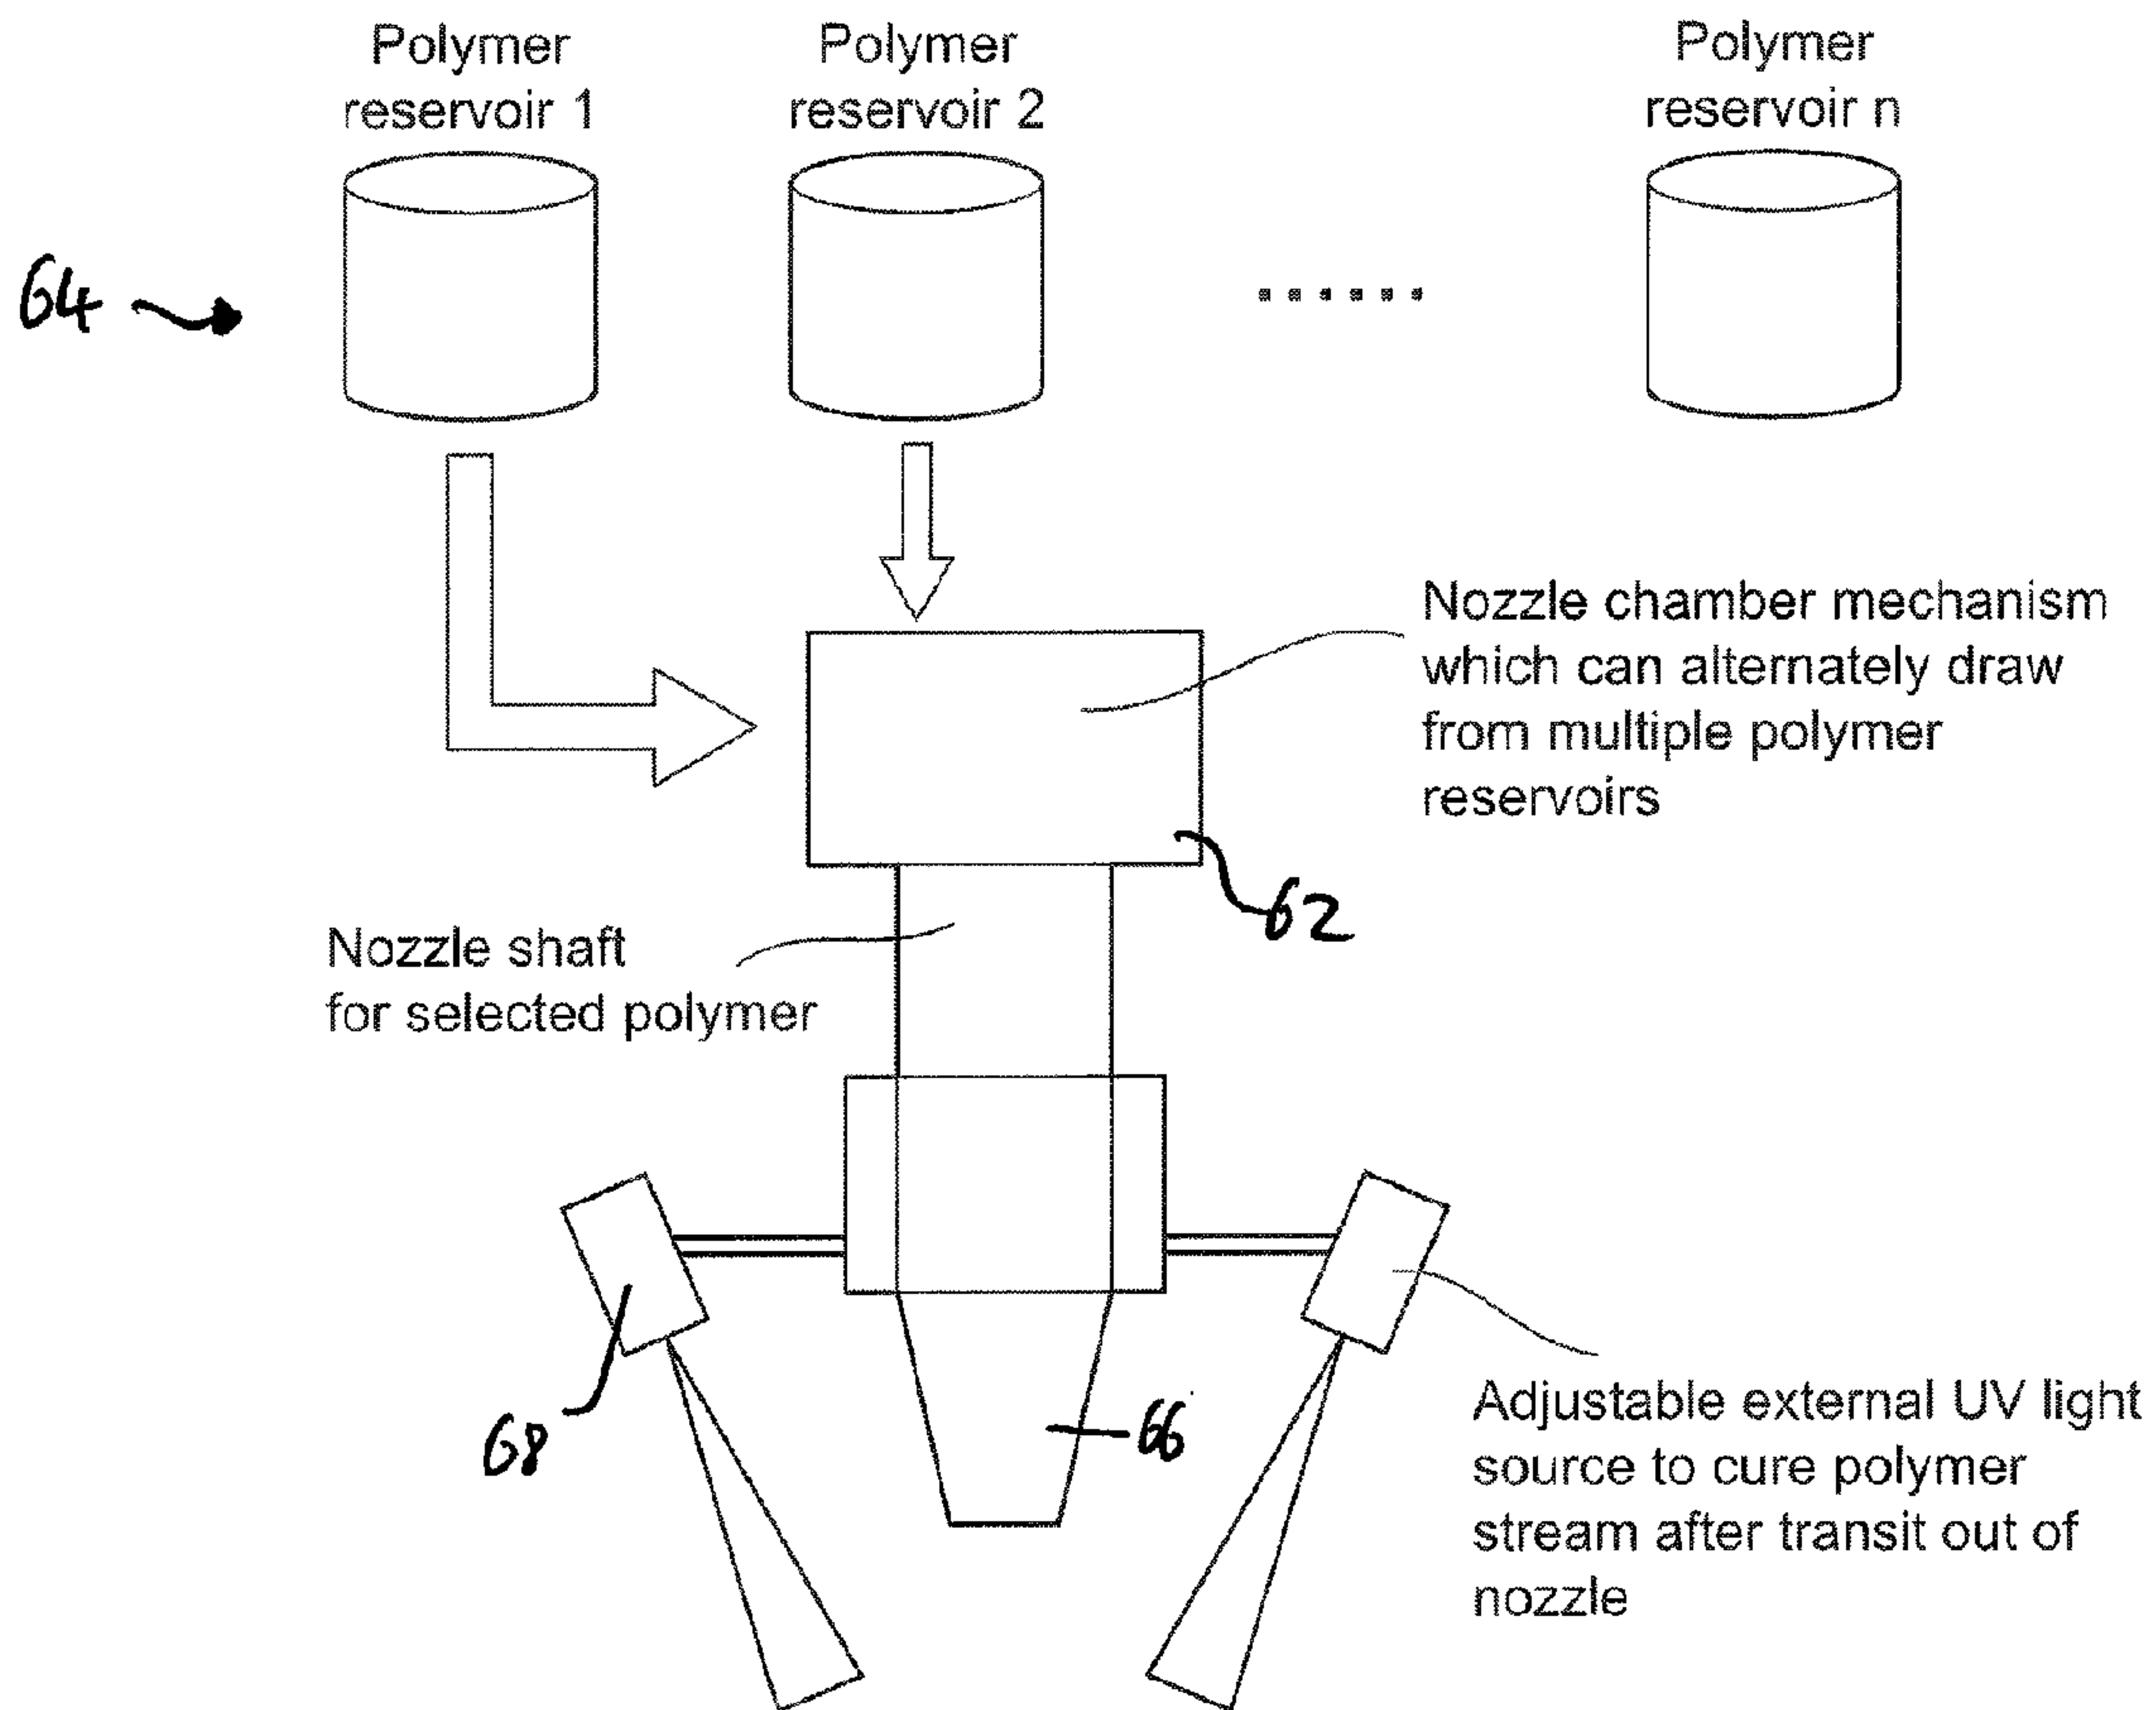 Polymer
reservoir 1
Polymer
reservoir 2
Polymer
reservoir n
64
Nozzle chamber mechanism
which can alternately draw
from multiple polymer
reservoirs
62
Nozzle shaft
for selected polymer
68
66
Adjustable external UV light
source to cure polymer
stream after transit out of
nozzle